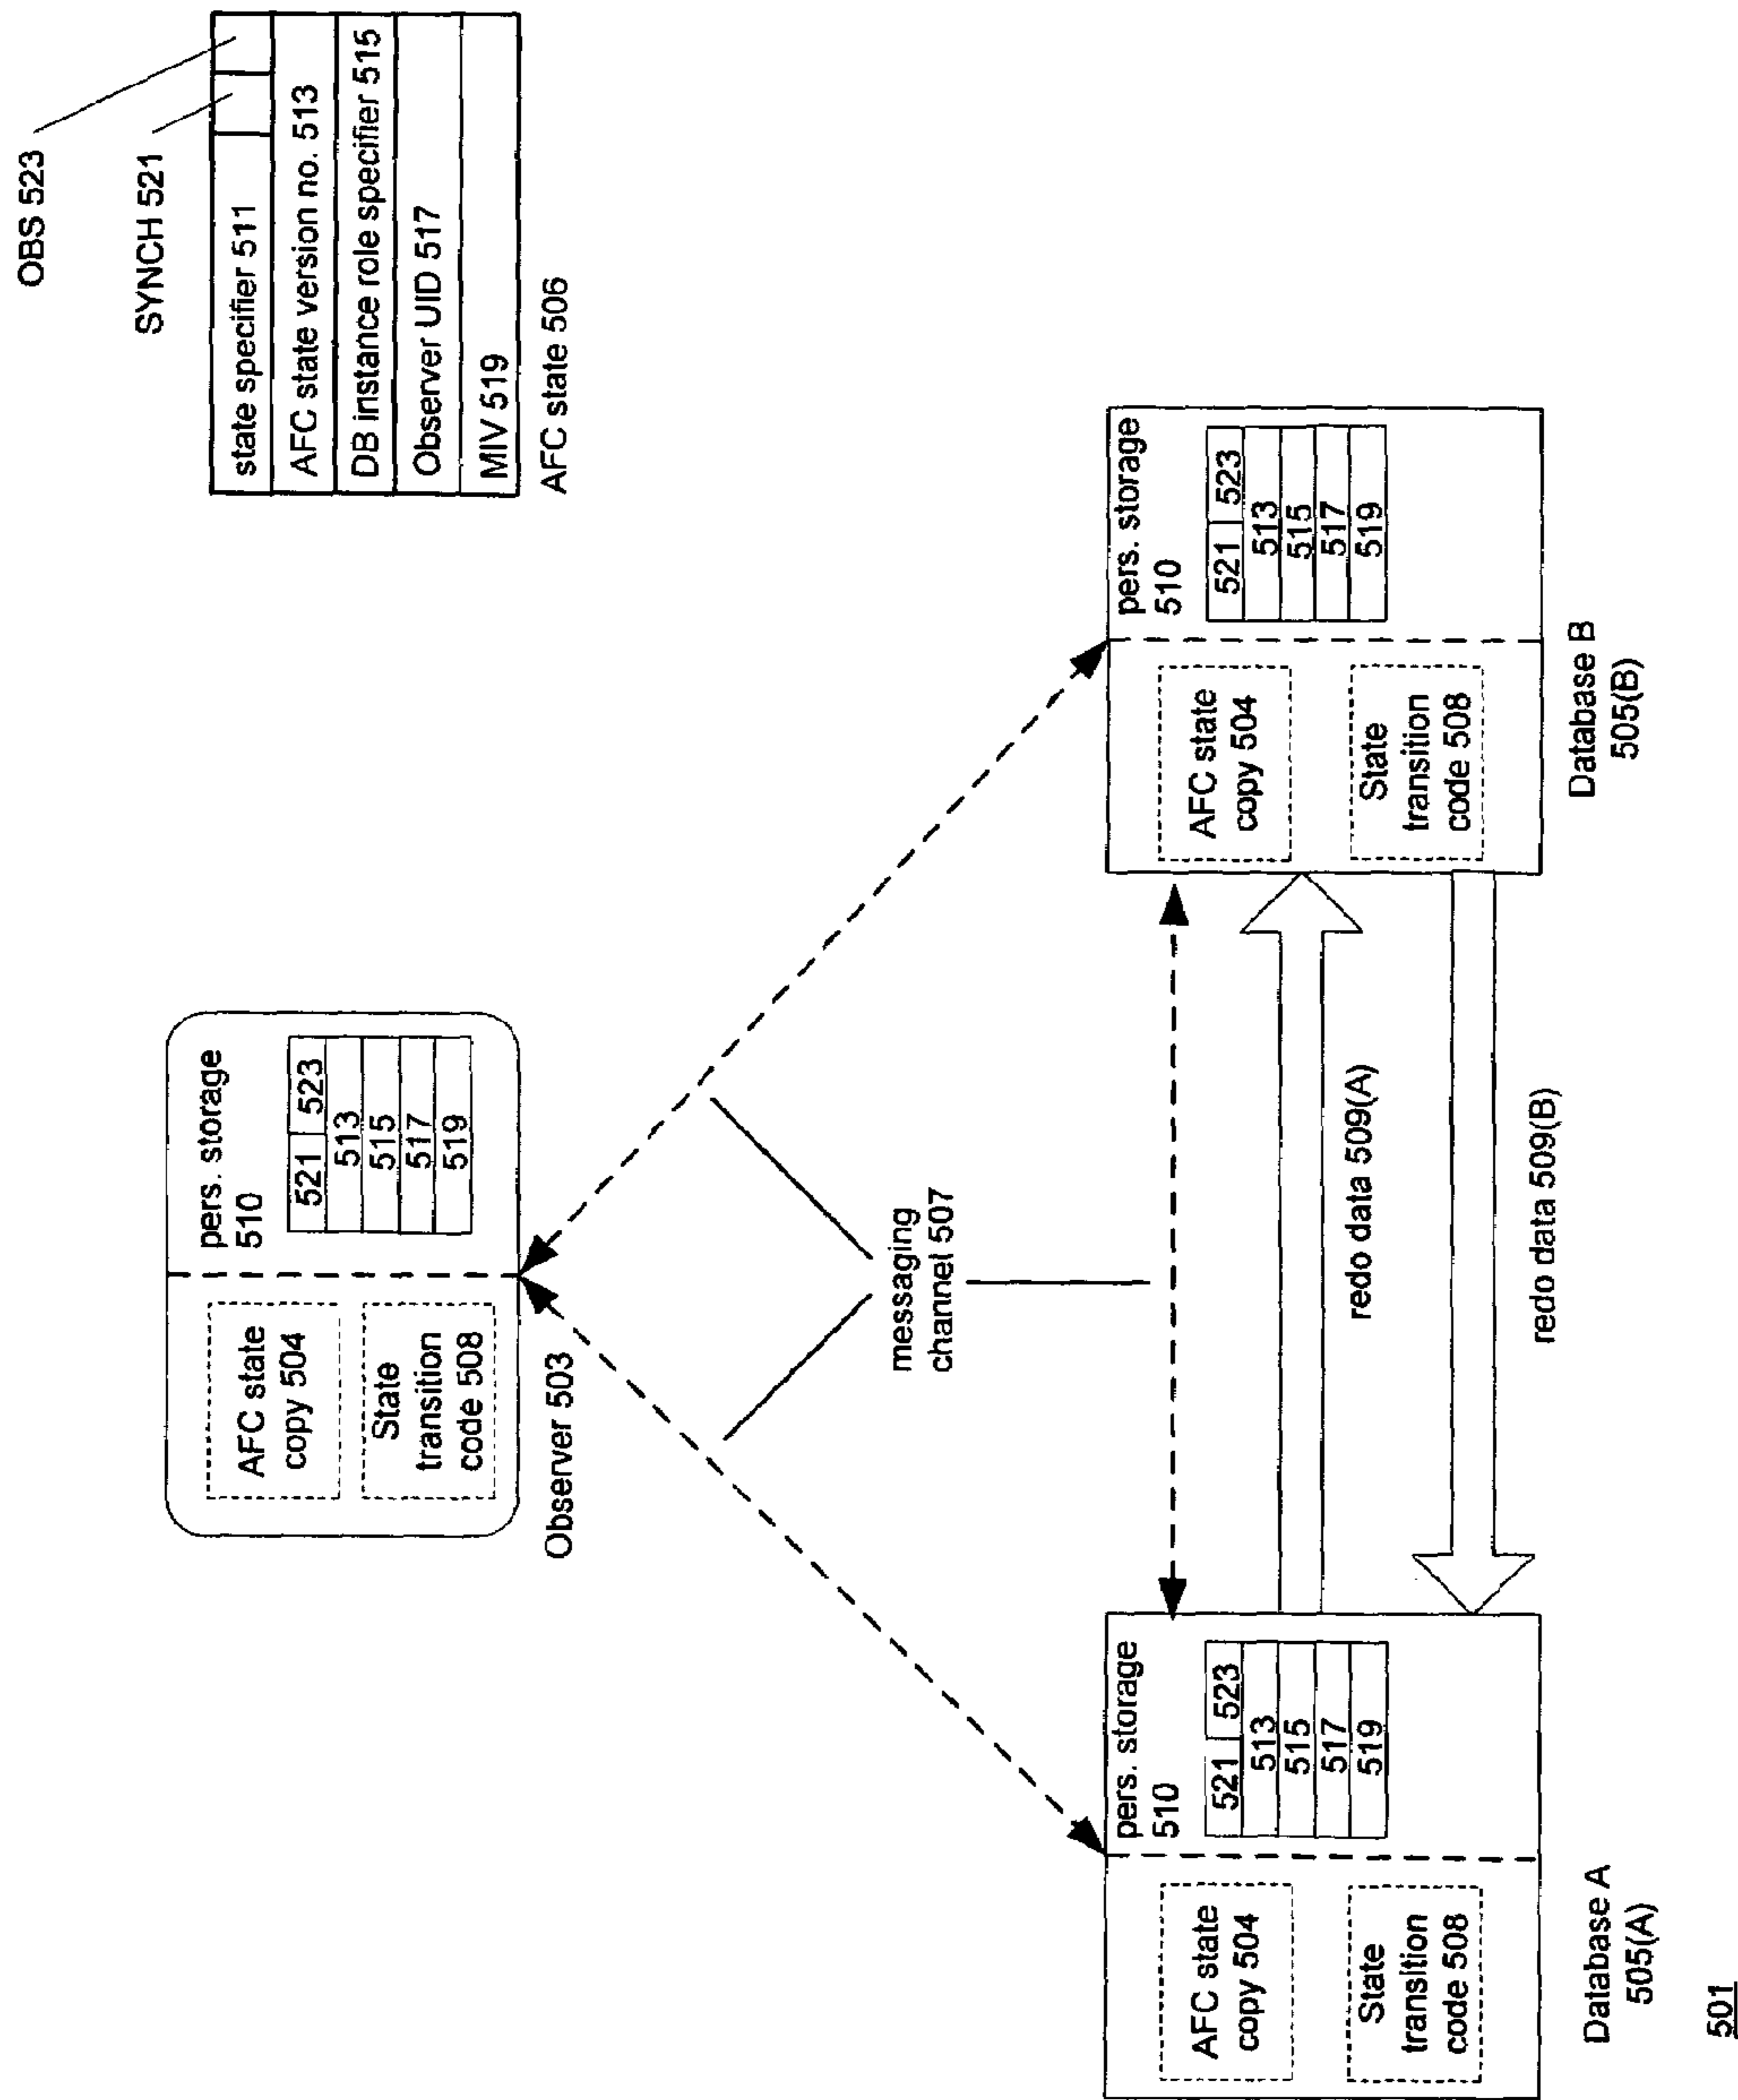 OBS 523
SYNCH 521
state specifier 511
AFC state version no. 513
DB instance role specifier 515
Observer UID 517
MIV 519
AFC state 506
AFC state
copy 504
State
transition
code 508
pers. storage
510
521 523
513
515
517
519
Observer 503
messaging
channel 507
AFC state
copy 504
State
transition
code 508
pers. storage
510
521 523
513
515
517
519
Database A
505(A)
redo data 509(A)
redo data 509(B)
AFC state
copy 504
State
transition
code 508
pers. storage
510
521 523
513
515
517
519
Database B
505(B)
501